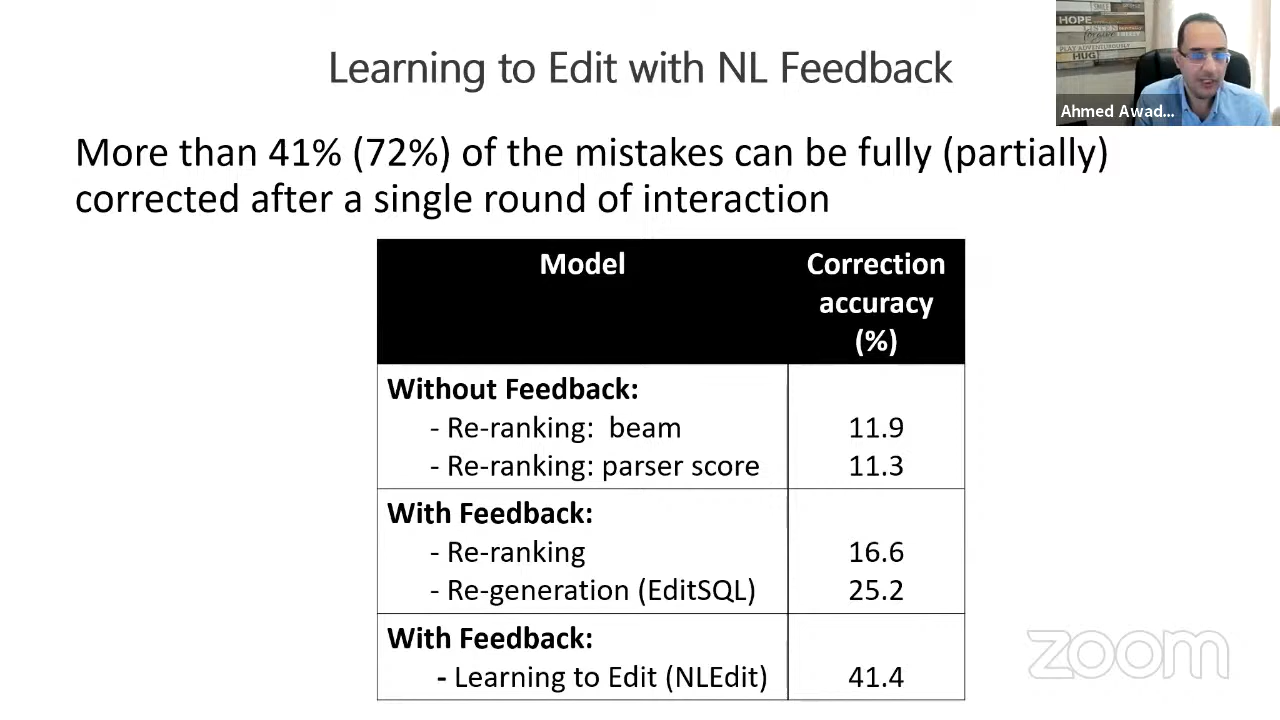 Learning to Edit with NL Feedback
HOPE
PLAY ADVENTUROUSLY
HUG
Ahmed Awad...
More than 41% (72%) of the mistakes can be fully (partially)
corrected after a single round of interaction
Model
Correction
accuracy
(%)
Without Feedback:
- Re-ranking: beam 11.9
- Re-ranking: parser score 11.3
With Feedback:
- Re-ranking 16.6
- Re-generation (EditSQL) 25.2
With Feedback:
- Learning to Edit (NLEdit) 41.4
zoom